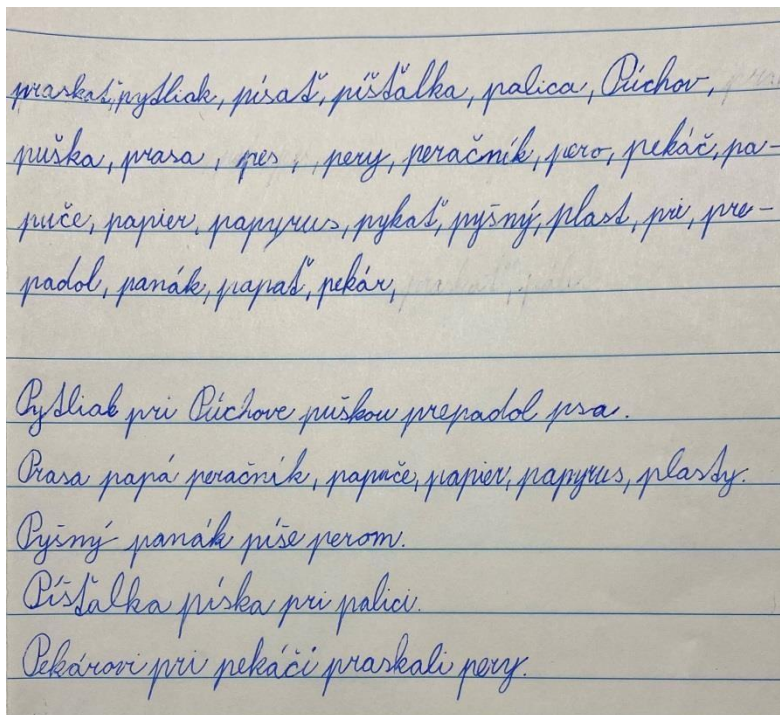 praskať, pytliak, písať, píšťalka, palica, Púchov,
puška, prasa, pes, pery, peračník, pero, pekáč, pa-
puče, papier, papyrus, pykať, pyšný, plast, pri, pre-
padol, panák, papať, pekár,
Pytliak pri Púchove puškou prepadol psa.
Prasa papá peračník, papuče, papier, papyrus, plasty.
Pyšný panák píše perom.
Píšťalka píska pri palici.
Pekárovi pri pekáči praskali pery.